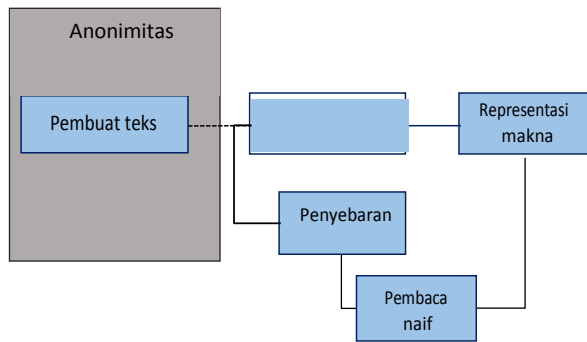 Anonimitas
Pembuat teks
Representasi
makna
Penyebaran
Pembaca
naif